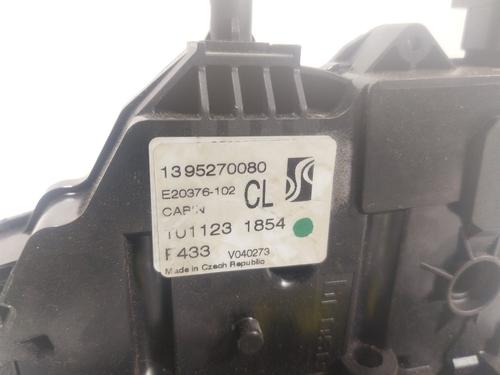 1395270080
E20376-102 CL
CABIN
101123 1854
F433 V040273
Made in Czech Republic